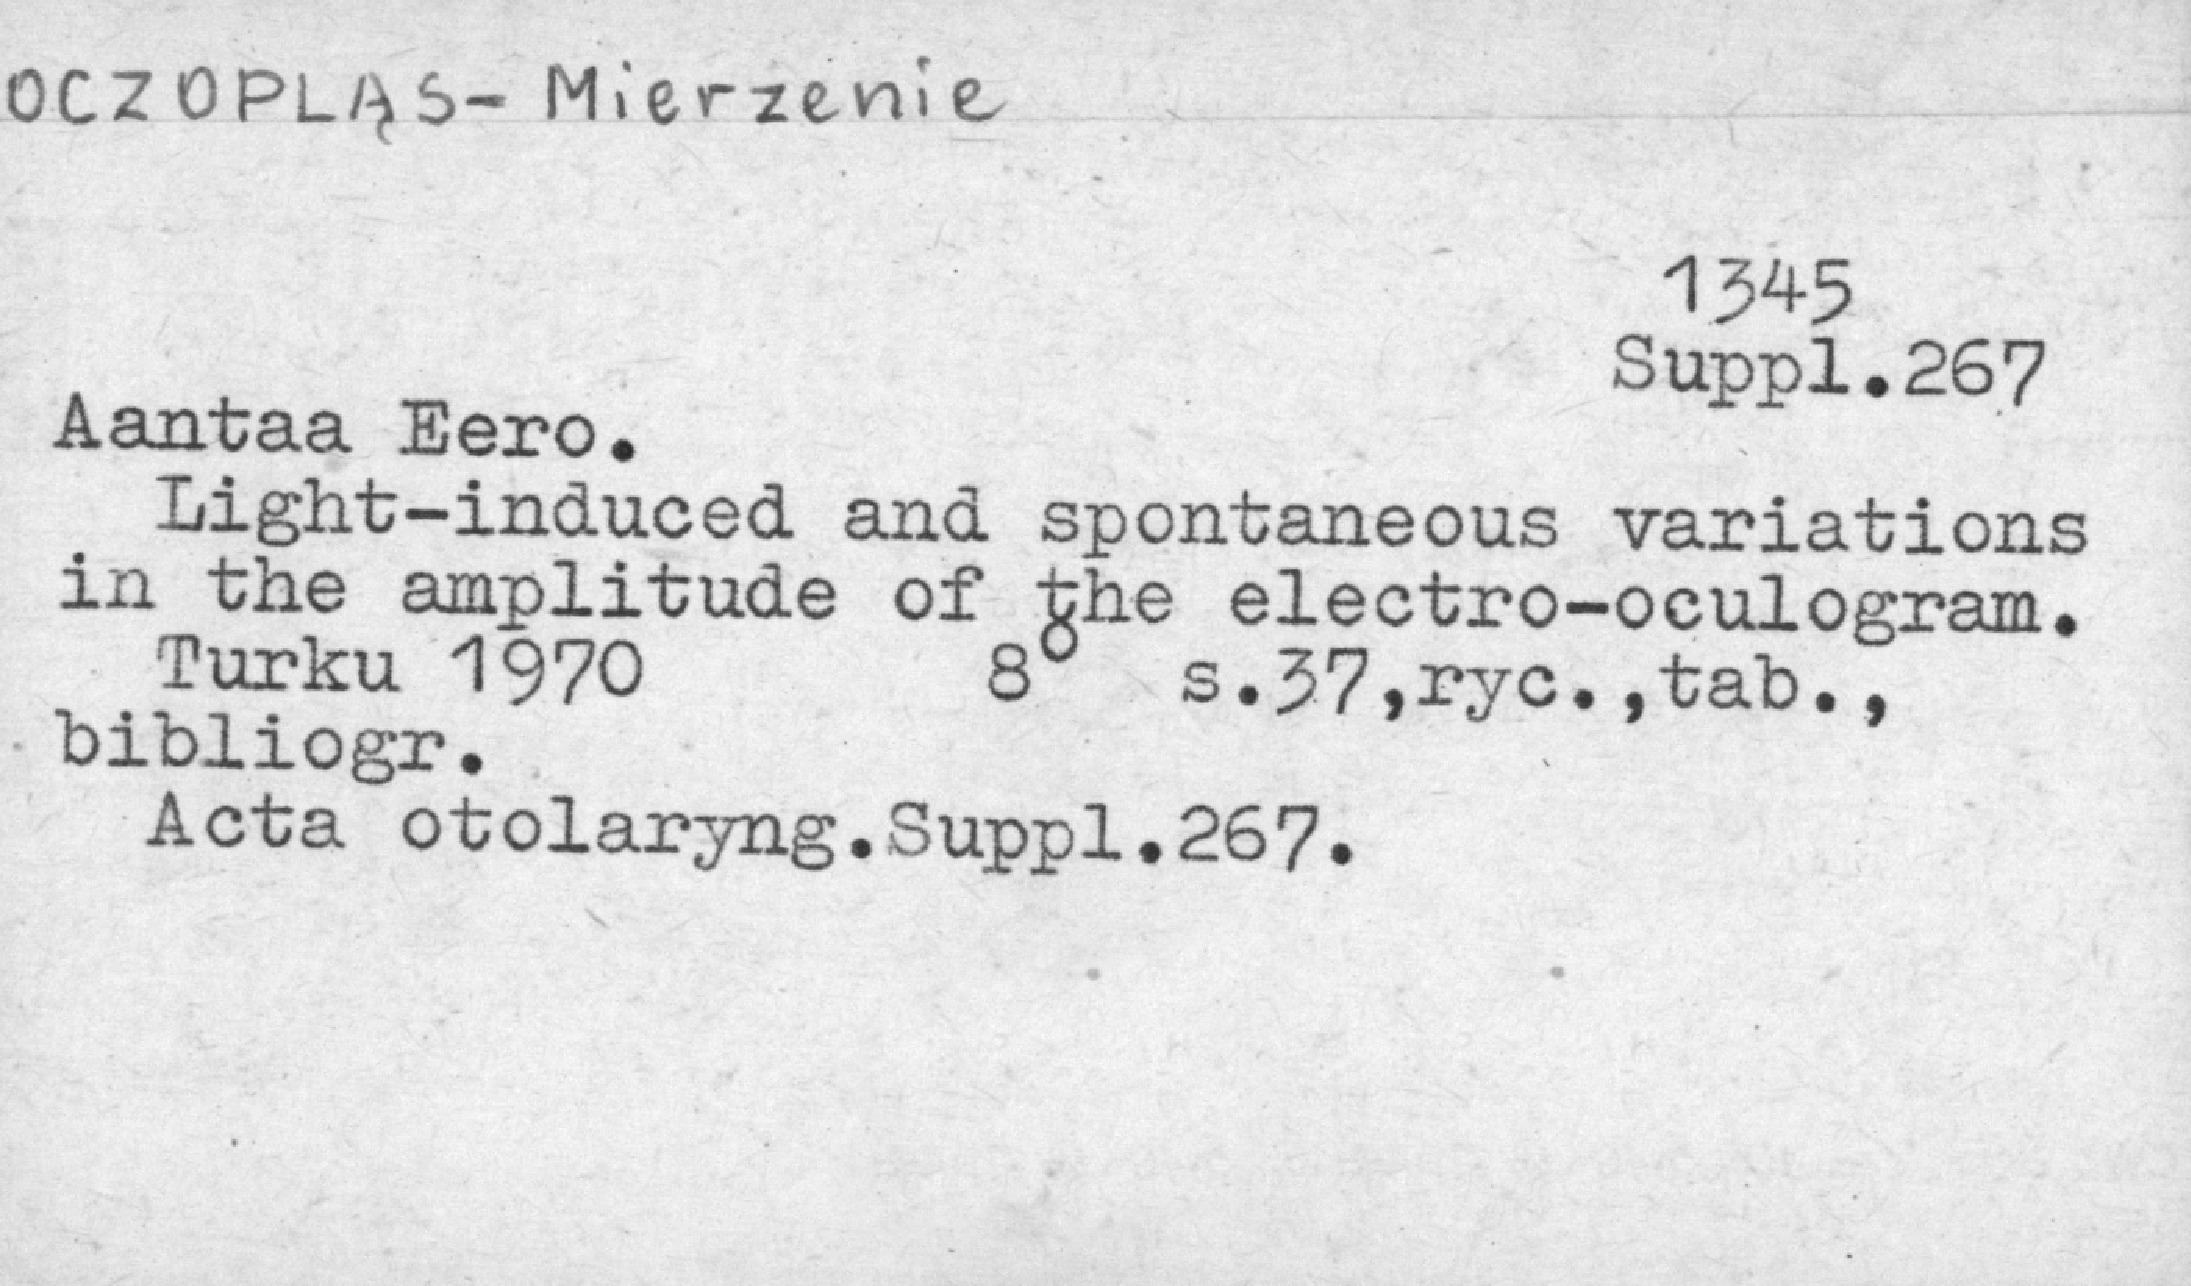 OCZOPLĄS - Mierzenie
1345
Suppl.267
Aantaa Eero.
Light-induced and spontaneous variations
in the amplitude of the electro-oculogram.
Turku 1970 8° s.37,ryc.,tab.,
bibliogr.
Acta otolaryng.Suppl.267.